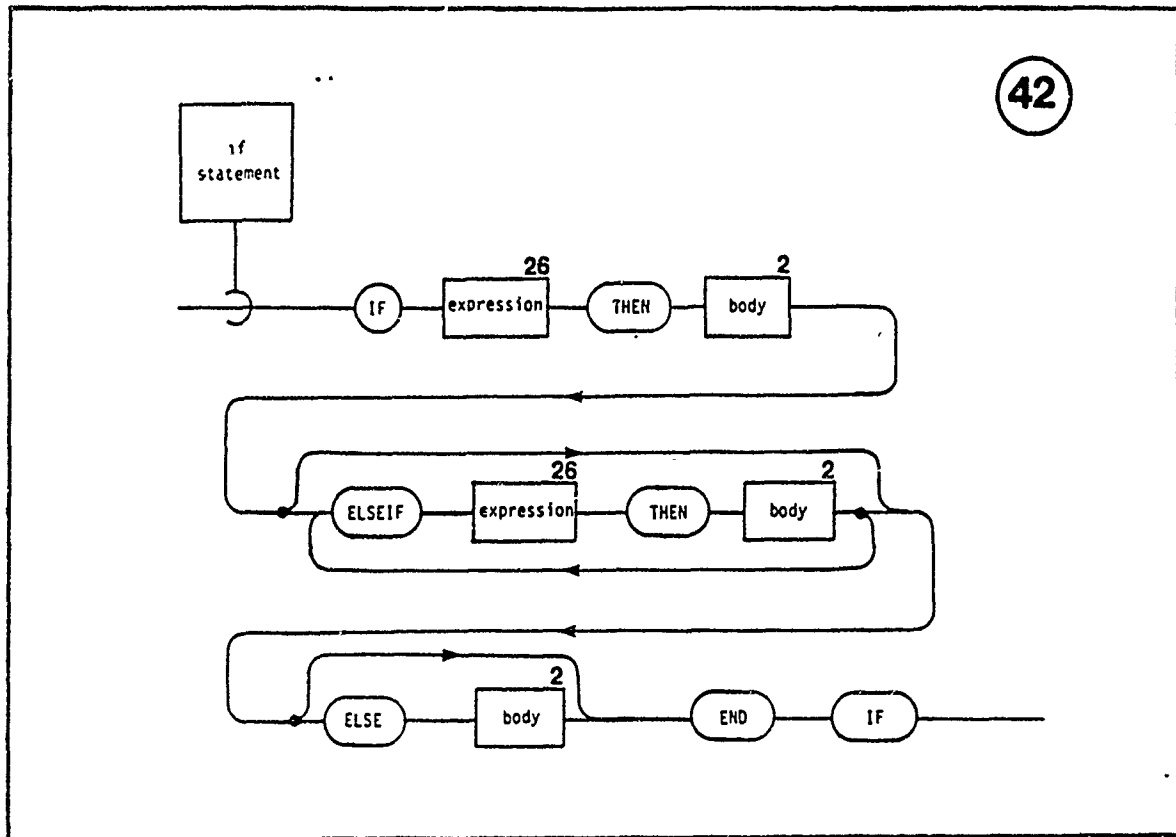 42
if
statement
26
2
IF
expression
THEN
body
26
2
ELSEIF
expression
THEN
body
2
ELSE
body
END
IF